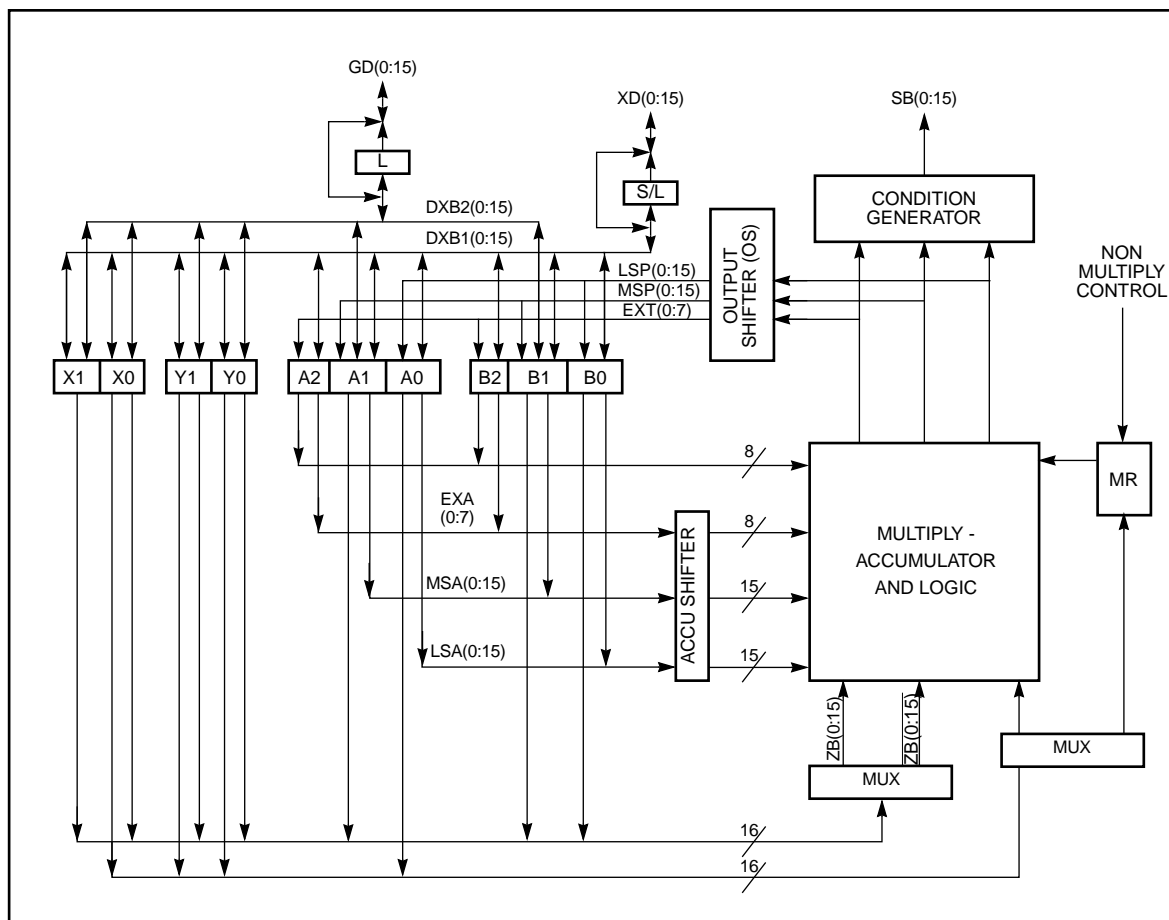 GD(0:15)
XD(0:15)
SB(0:15)
L
S/L
CONDITION
GENERATOR
DXB2(0:15)
DXB1(0:15)
LSP(0:15)
MSP(0:15)
EXT(0:7)
OUTPUT
SHIFTER (OS)
NON
MULTIPLY
CONTROL
X1
X0
Y1
Y0
A2
A1
A0
B2
B1
B0
8
MR
EXA
(0:7)
8
MULTIPLY -
ACCUMULATOR
AND LOGIC
ACCU SHIFTER
MSA(0:15)
15
LSA(0:15)
15
ZB(0:15)
ZB(0:15)
MUX
MUX
16
16